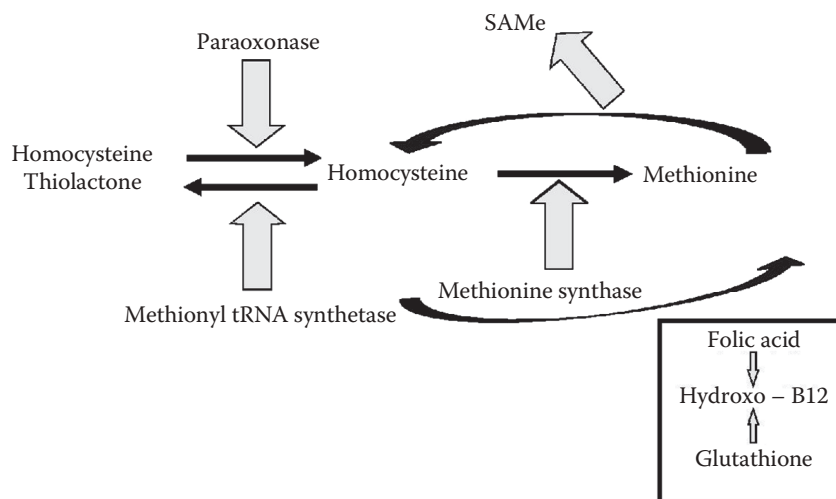 SAMe
Paraoxonase
Homocysteine
Thiolactone
Homocysteine
Methionine
Methionyl tRNA synthetase
Methionine synthase
Folic acid
Hydroxo – B12
Glutathione